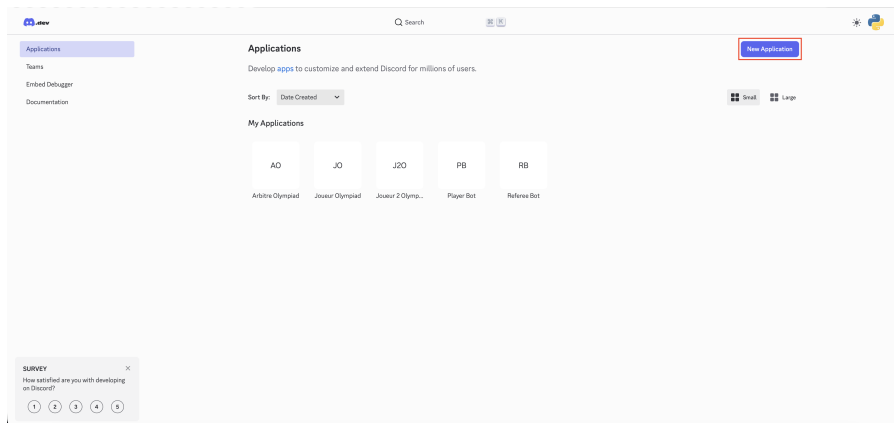 .dev
Search
⌘ K
Applications
Teams
Embed Debugger
Documentation
Applications
New Application
Develop apps to customize and extend Discord for millions of users.
Sort By: Date Created
Small Large
My Applications
AO JO J2O PB RB
Arbitre Olympiad Joueur Olympiad Joueur 2 Olymp... Player Bot Referee Bot
SURVEY
How satisfied are you with developing
on Discord?
1 2 3 4 5